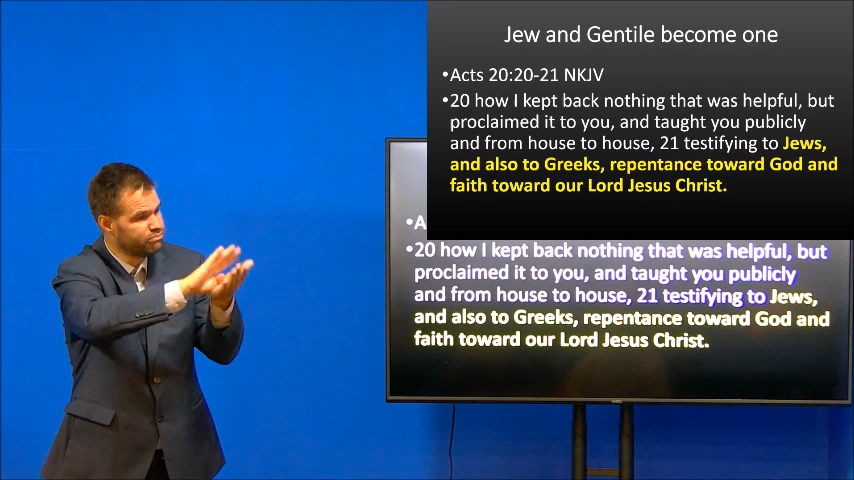 Jew and Gentile become one
•Acts 20:20-21 NKJV
•20 how I kept back nothing that was helpful, but
proclaimed it to you, and taught you publicly
and from house to house, 21 testifying to Jews,
and also to Greeks, repentance toward God and
faith toward our Lord Jesus Christ.
•A
•20 how I kept back nothing that was helpful, but
proclaimed it to you, and taught you publicly
and from house to house, 21 testifying to Jews,
and also to Greeks, repentance toward God and
faith toward our Lord Jesus Christ.